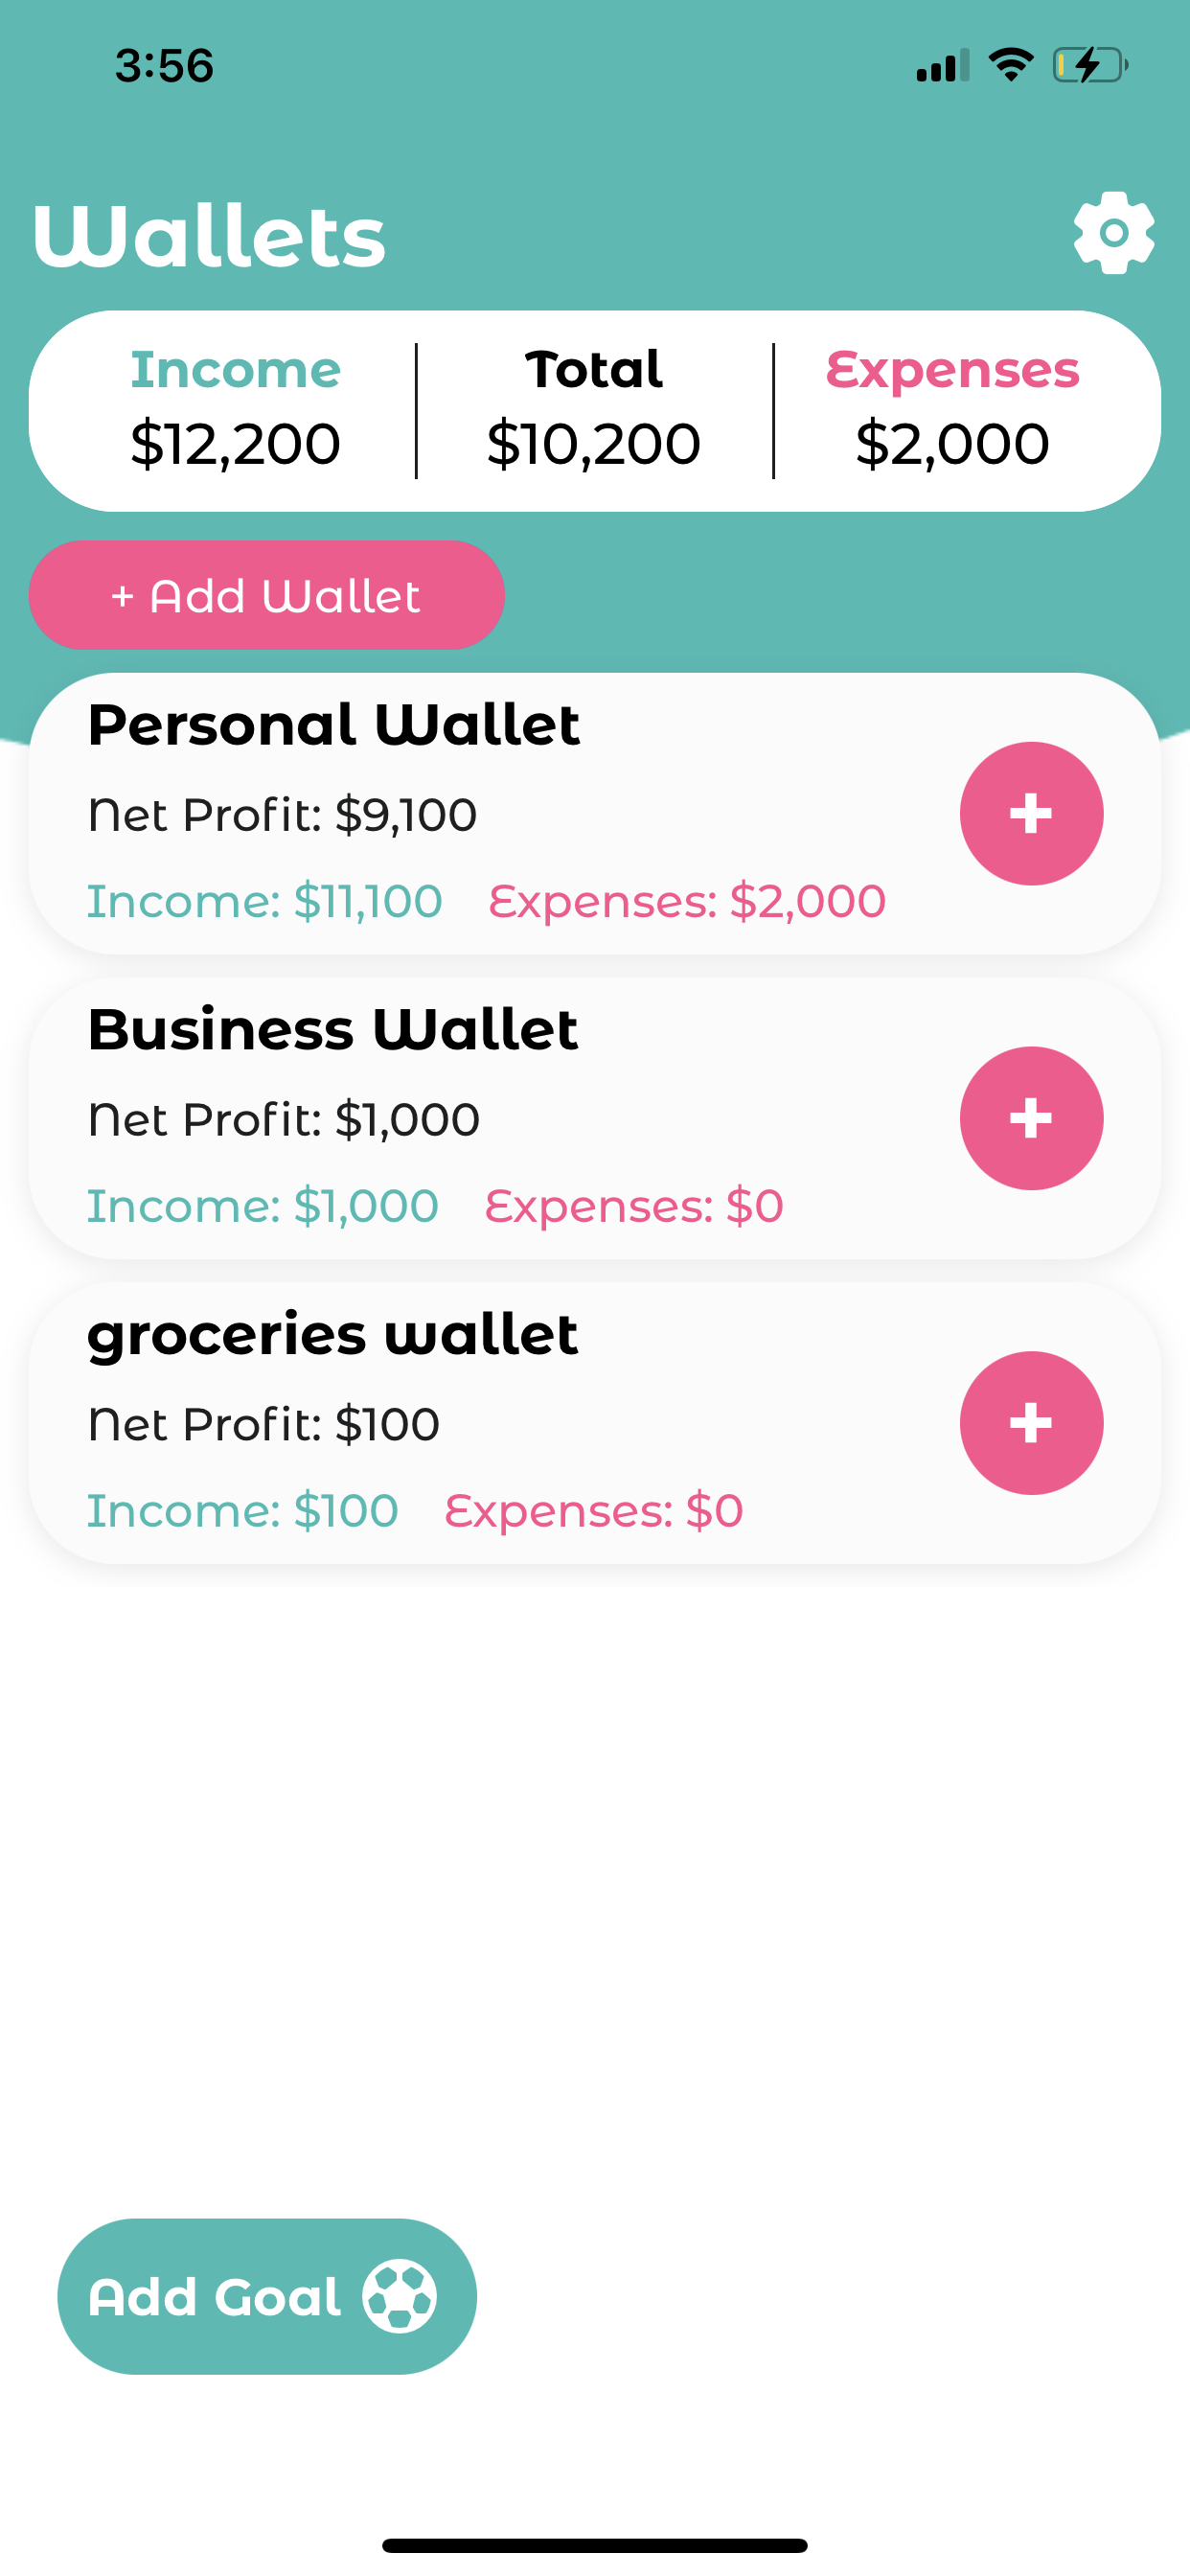 3:56
Wallets
Income Total Expenses
$12,200 $10,200 $2,000
+ Add Wallet
Personal Wallet
Net Profit: $9,100
Income: $11,100 Expenses: $2,000
Business Wallet
Net Profit: $1,000
Income: $1,000 Expenses: $0
groceries wallet
Net Profit: $100
Income: $100 Expenses: $0
Add Goal